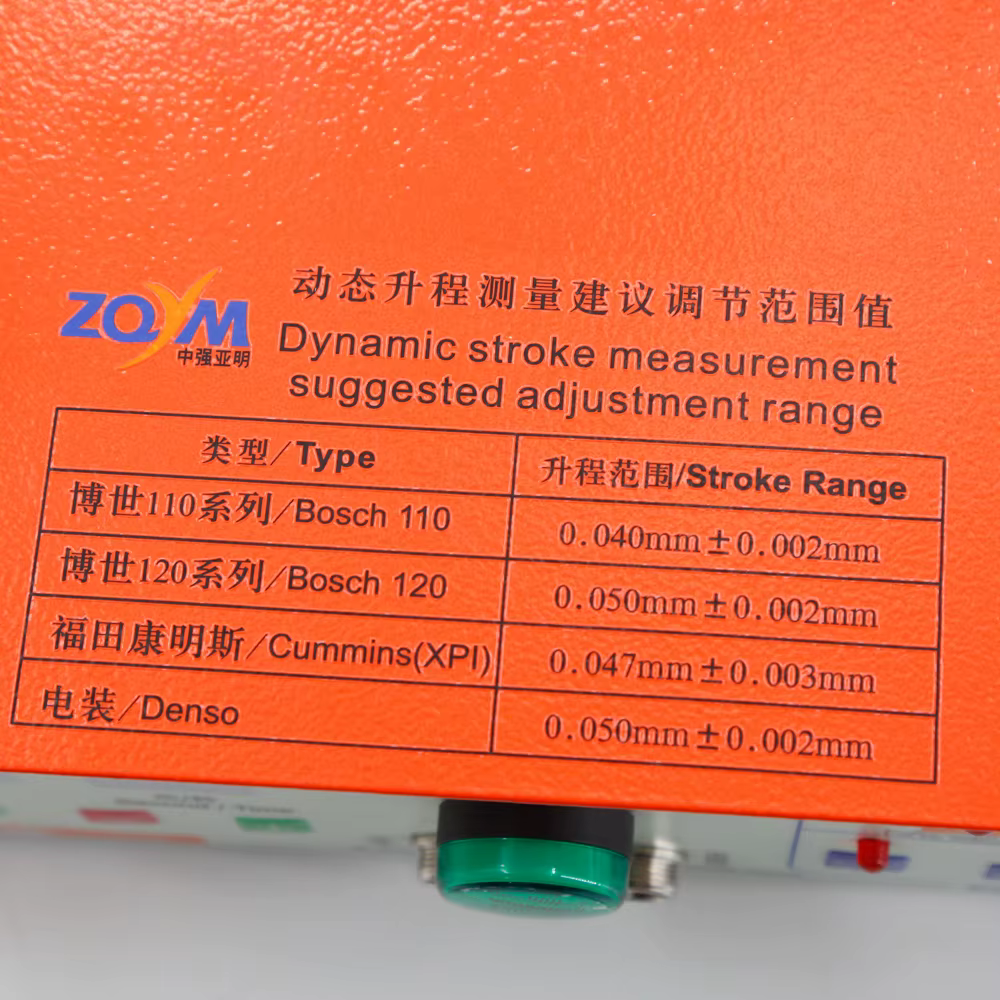 ZQYM
中强亚明
动态升程测量建议调节范围值
Dynamic stroke measurement
suggested adjustment range
类型/Type 升程范围/Stroke Range
博世110系列/Bosch 110 0.040mm±0.002mm
博世120系列/Bosch 120 0.050mm±0.002mm
福田康明斯/Cummins(XPI) 0.047mm±0.003mm
电装/Denso 0.050mm±0.002mm